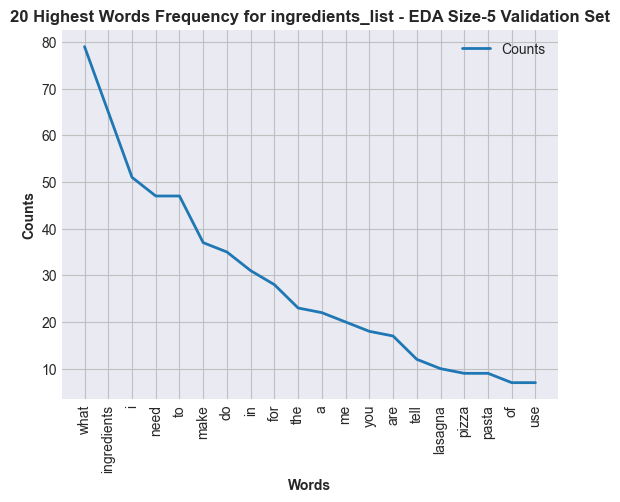 20 Highest Words Frequency for ingredients_list - EDA Size-5 Validation Set
Counts
80
70
60
50
40
30
20
10
Counts
what
ingredients
i
need
to
make
do
in
for
the
a
me
you
are
tell
lasagna
pizza
pasta
of
use
Words